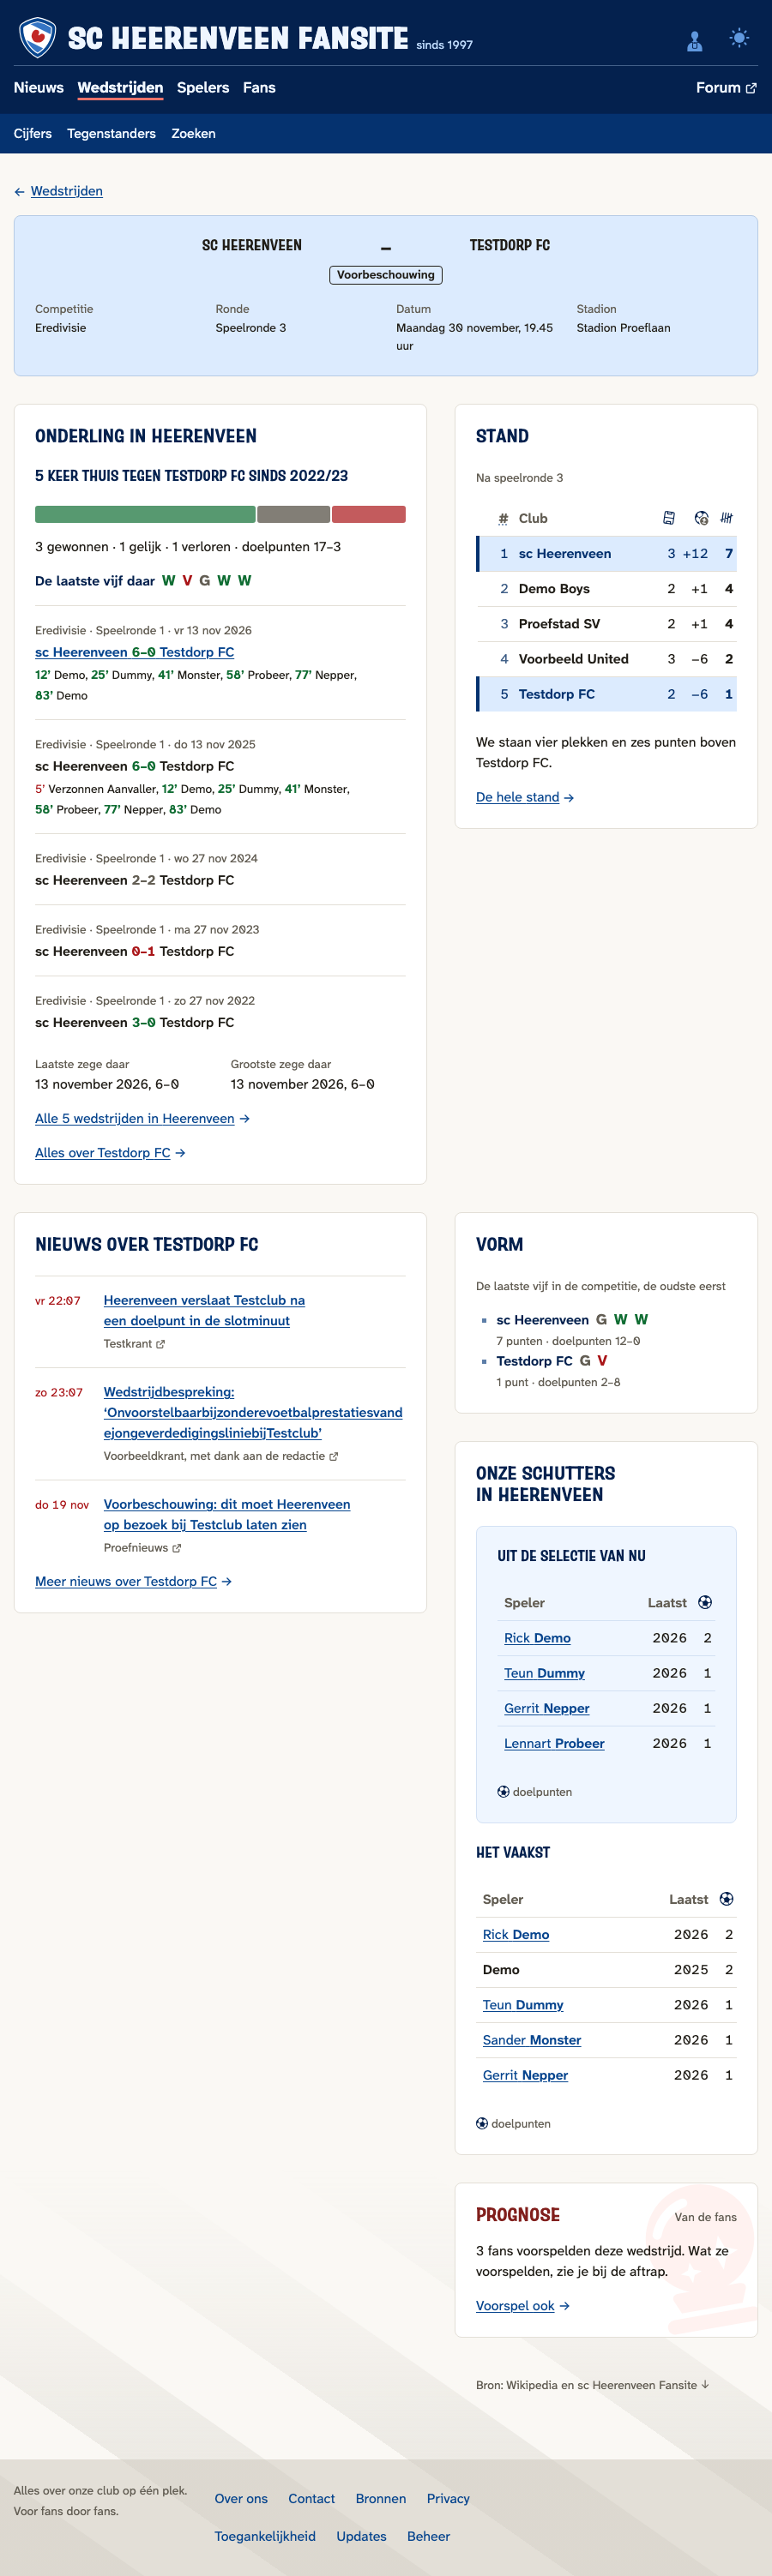 SC HEERENVEEN FANSITE sinds 1997
Nieuws Wedstrijden Spelers Fans Forum
Cijfers Tegenstanders Zoeken
← Wedstrijden
SC HEERENVEEN – TESTDORP FC
Voorbeschouwing
Competitie
Eredivisie
Ronde
Speelronde 3
Datum
Maandag 30 november, 19.45
uur
Stadion
Stadion Proeflaan
ONDERLING IN HEERENVEEN
5 KEER THUIS TEGEN TESTDORP FC SINDS 2022/23
3 gewonnen · 1 gelijk · 1 verloren · doelpunten 17–3
De laatste vijf daar W V G W W
Eredivisie · Speelronde 1 · vr 13 nov 2026
sc Heerenveen 6–0 Testdorp FC
12’ Demo, 25’ Dummy, 41’ Monster, 58’ Probeer, 77’ Nepper,
83’ Demo
Eredivisie · Speelronde 1 · do 13 nov 2025
sc Heerenveen 6–0 Testdorp FC
5’ Verzonnen Aanvaller, 12’ Demo, 25’ Dummy, 41’ Monster,
58’ Probeer, 77’ Nepper, 83’ Demo
Eredivisie · Speelronde 1 · wo 27 nov 2024
sc Heerenveen 2–2 Testdorp FC
Eredivisie · Speelronde 1 · ma 27 nov 2023
sc Heerenveen 0–1 Testdorp FC
Eredivisie · Speelronde 1 · zo 27 nov 2022
sc Heerenveen 3–0 Testdorp FC
Laatste zege daar
13 november 2026, 6–0
Grootste zege daar
13 november 2026, 6–0
Alle 5 wedstrijden in Heerenveen →
Alles over Testdorp FC →
STAND
Na speelronde 3
# Club
1 sc Heerenveen 3 +12 7
2 Demo Boys 2 +1 4
3 Proefstad SV 2 +1 4
4 Voorbeeld United 3 –6 2
5 Testdorp FC 2 –6 1
We staan vier plekken en zes punten boven
Testdorp FC.
De hele stand →
NIEUWS OVER TESTDORP FC
vr 22:07 Heerenveen verslaat Testclub na
een doelpunt in de slotminuut
Testkrant
zo 23:07 Wedstrijdbespreking:
‘Onvoorstelbaarbijzonderevoetbalprestatiesvand
ejongeverdedigingsliniebijTestclub’
Voorbeeldkrant, met dank aan de redactie
do 19 nov Voorbeschouwing: dit moet Heerenveen
op bezoek bij Testclub laten zien
Proefnieuws
Meer nieuws over Testdorp FC →
VORM
De laatste vijf in de competitie, de oudste eerst
sc Heerenveen G W W
7 punten · doelpunten 12–0
Testdorp FC G V
1 punt · doelpunten 2–8
ONZE SCHUTTERS
IN HEERENVEEN
UIT DE SELECTIE VAN NU
Speler Laatst
Rick Demo 2026 2
Teun Dummy 2026 1
Gerrit Nepper 2026 1
Lennart Probeer 2026 1
doelpunten
HET VAAKST
Speler Laatst
Rick Demo 2026 2
Demo 2025 2
Teun Dummy 2026 1
Sander Monster 2026 1
Gerrit Nepper 2026 1
doelpunten
PROGNOSE Van de fans
3 fans voorspelden deze wedstrijd. Wat ze
voorspelden, zie je bij de aftrap.
Voorspel ook →
Bron: Wikipedia en sc Heerenveen Fansite ↓
Alles over onze club op één plek.
Voor fans door fans.
Over ons Contact Bronnen Privacy
Toegankelijkheid Updates Beheer